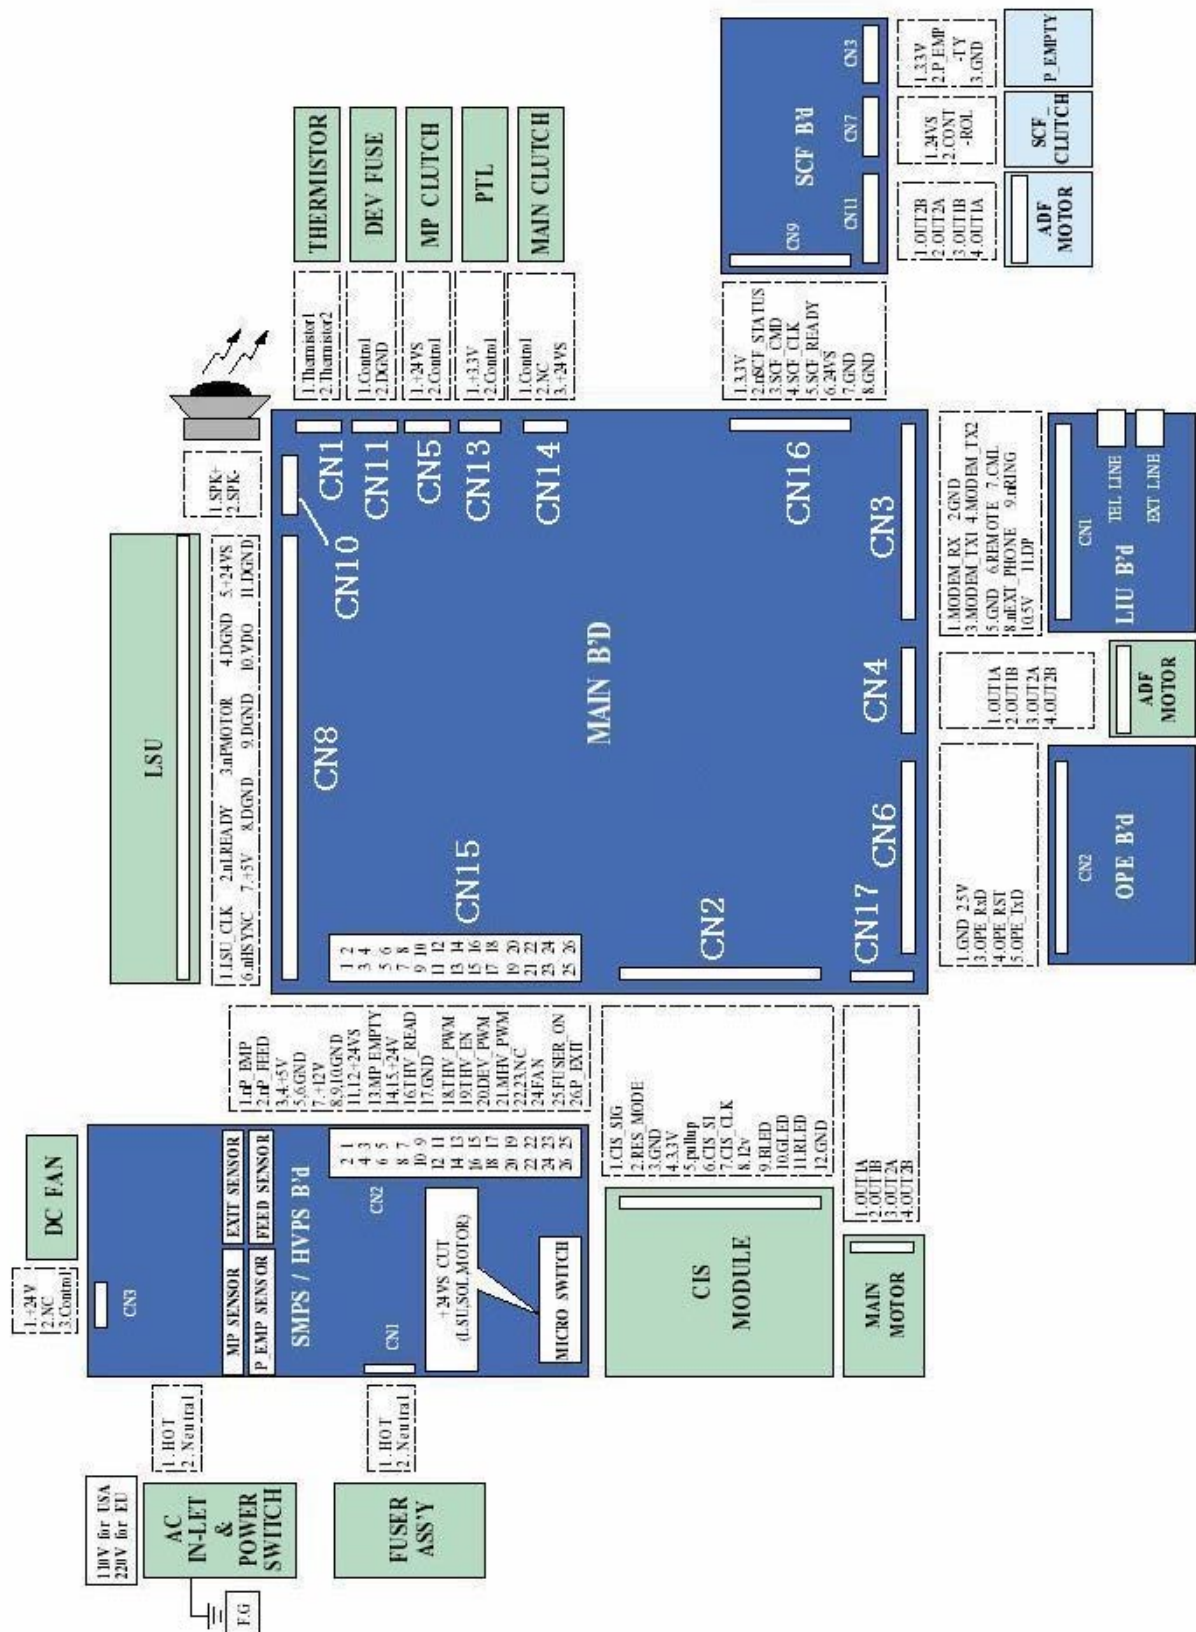 110V for USA
220V for EU
AC
IN-LET
&
POWER
SWITCH
F.G
1.HOT
2.Neutral
FUSER
ASS'Y
1.HOT
2.Neutral
1.+24V
2.NC
3.Control
DC FAN
CN3
MP SENSOR
EXIT SENSOR
P_EMP SENSOR
FEED SENSOR
SMPS / HVPS B'd
CN1
CN2
+24VS CUT
(LSU,SOL,MOTOR)
MICRO SWITCH
2 1
4 3
6 5
8 7
10 9
12 11
14 13
16 15
18 17
20 19
22 22
24 23
26 25
1.nP_EMP
2.nP_FEED
3,4.+5V
5,6.GND
7.+12V
8,9,10.GND
11,12.+24VS
13.MP_EMPTY
14,15.+24V
16.THV_READ
17.GND
18.THV_PWM
19.THV_EN
20.DEV_PWM
21.MHV_PWM
22,23.NC
24.FAN
25.FUSER_ON
26.P_EXIT
CIS
MODULE
1.CIS_SIG
2.RES_MODE
3.GND
4.3.3V
5.pullup
6.CIS_SI
7.CIS_CLK
8.12v
9.BLED
10.GLED
11.RLED
12.GND
MAIN
MOTOR
1.OUT1A
2.OUT1B
3.OUT2A
4.OUT2B
LSU
1.LSU_CLK 2.nLREADY 3.nPMOTOR 4.DGND 5.+24VS
6.nHSYNC 7.+5V 8.DGND 9.DGND 10.VDO 11.DGND
1.SPK+
2.SPK-
1 2
3 4
5 6
7 8
9 10
11 12
13 14
15 16
17 18
19 20
21 22
23 24
25 26
CN15
CN8
CN10
CN1
CN11
CN5
CN13
CN14
MAIN B'D
CN2
CN17
CN6
CN4
CN3
CN16
1.Thermistor1
2.Thermistor2
THERMISTOR
1.Control
2.DGND
DEV FUSE
1.+24VS
2.Control
MP CLUTCH
1.+3.3V
2.Control
PTL
1.Control
2.NC
3.+24VS
MAIN CLUTCH
1.3.3V
2.nSCF_STATUS
3.SCF_CMD
4.SCF_CLK
5.SCF_READY
6.24VS
7.GND
8.GND
CN9
SCF B'd
CN11
CN7
CN3
1.OUT2B
2.OUT2A
3.OUT1B
4.OUT1A
1.24VS
2.CONT
-ROL
1.3.3V
2.P_EMP
-TY
3.GND
ADF
MOTOR
SCF_
CLUTCH
P_EMPTY
1.GND 2.5V
3.OPE_RxD
4.OPE_RST
5.OPE_TxD
CN2
OPE B'd
1.OUT1A
2.OUT1B
3.OUT2A
4.OUT2B
ADF
MOTOR
1.MODEM_RX 2GND
3.MODEM_TX1 4.MODEM_TX2
5.GND 6.REMOTE 7.CML
8.nEXT_PHONE 9.nRING
10.5V 11.DP
CN1
TEL LINE
EXT LINE
LIU B'd